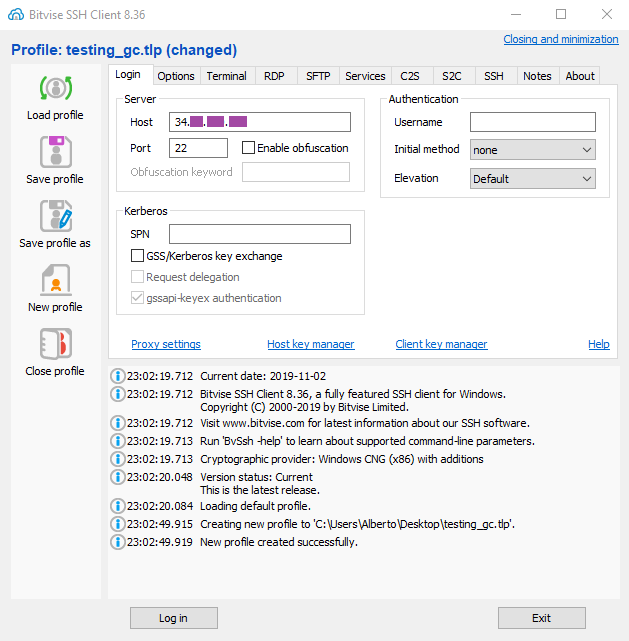 Bitvise SSH Client 8.36
Closing and minimization
Profile: testing_gc.tlp (changed)
Load profile
Save profile
Save profile as
New profile
Close profile
Login Options Terminal RDP SFTP Services C2S S2C SSH Notes About
Server
Host 34. . .
Port 22 Enable obfuscation
Obfuscation keyword
Authentication
Username
Initial method none
Elevation Default
Kerberos
SPN
GSS/Kerberos key exchange
Request delegation
gssapi-keyex authentication
Proxy settings Host key manager Client key manager Help
23:02:19.712 Current date: 2019-11-02
23:02:19.712 Bitvise SSH Client 8.36, a fully featured SSH client for Windows.
Copyright (C) 2000-2019 by Bitvise Limited.
23:02:19.712 Visit www.bitvise.com for latest information about our SSH software.
23:02:19.713 Run 'BvSsh -help' to learn about supported command-line parameters.
23:02:19.713 Cryptographic provider: Windows CNG (x86) with additions
23:02:20.048 Version status: Current
This is the latest release.
23:02:20.084 Loading default profile.
23:02:49.915 Creating new profile to 'C:\Users\Alberto\Desktop\testing_gc.tlp'.
23:02:49.919 New profile created successfully.
Log in Exit